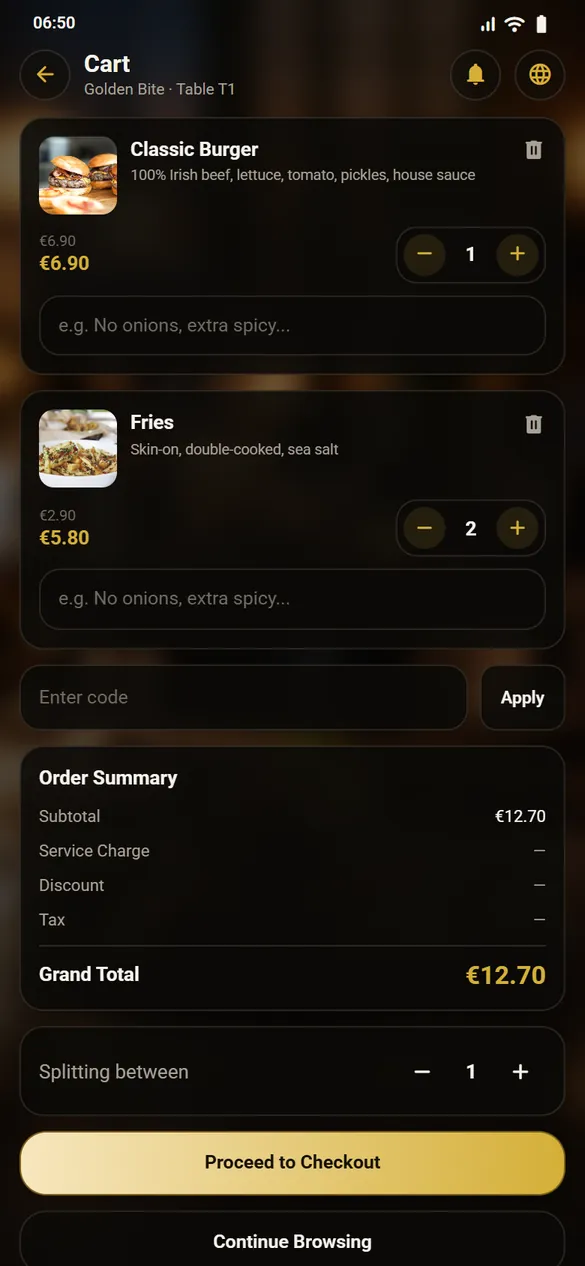 06:50
Cart
Golden Bite · Table T1
Classic Burger
100% Irish beef, lettuce, tomato, pickles, house sauce
€6.90
€6.90
1
e.g. No onions, extra spicy...
Fries
Skin-on, double-cooked, sea salt
€2.90
€5.80
2
e.g. No onions, extra spicy...
Enter code
Apply
Order Summary
Subtotal €12.70
Service Charge —
Discount —
Tax —
Grand Total €12.70
Splitting between 1
Proceed to Checkout
Continue Browsing